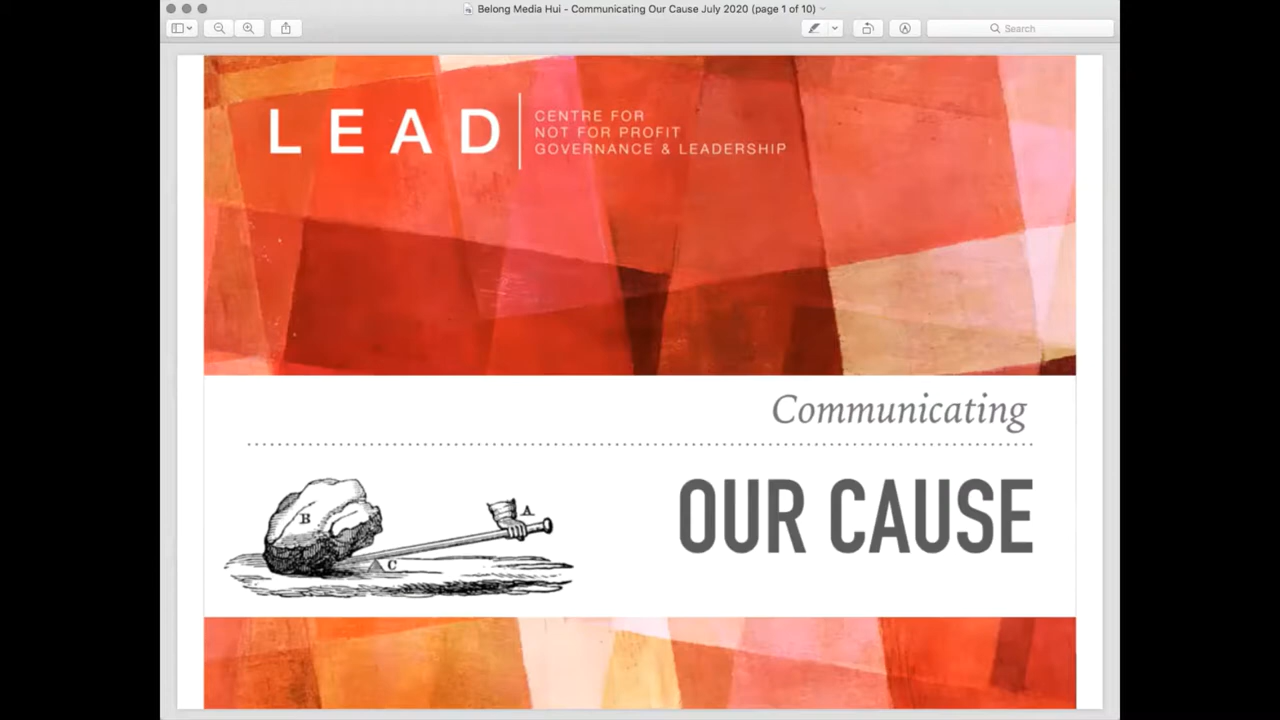 Belong Media Hui - Communicating Our Cause July 2020 (page 1 of 10)
Search
LEAD
CENTRE FOR
NOT FOR PROFIT
GOVERNANCE & LEADERSHIP
Communicating
OUR CAUSE
A
B
C